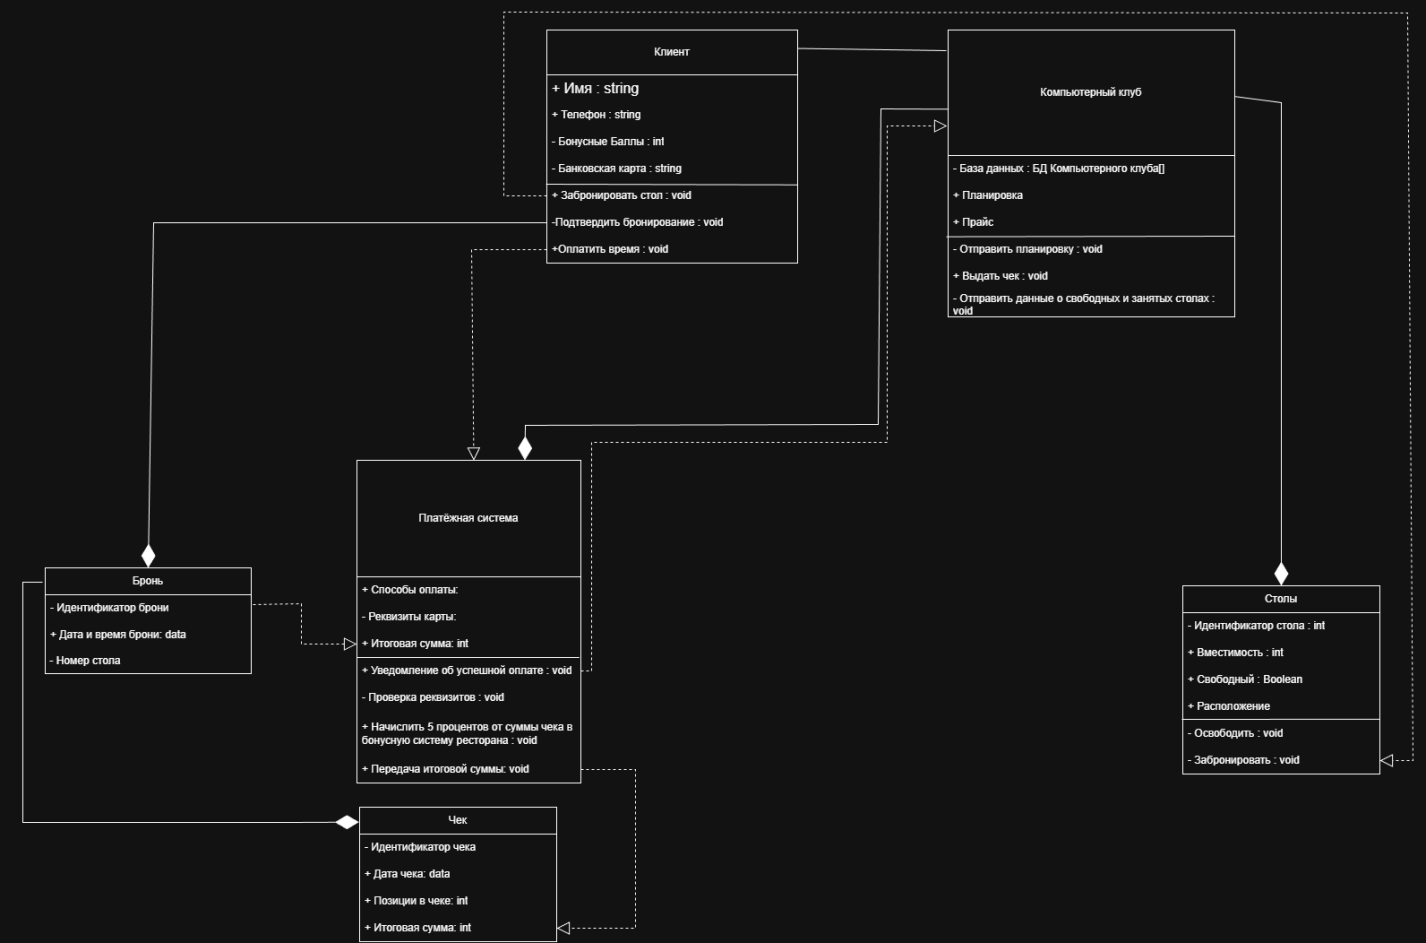 Клиент
+ Имя : string
+ Телефон : string
- Бонусные Баллы : int
- Банковская карта : string
+ Забронировать стол : void
-Подтвердить бронирование : void
+Оплатить время : void
Компьютерный клуб
- База данных : БД Компьютерного клуба[]
+ Планировка
+ Прайс
- Отправить планировку : void
+ Выдать чек : void
- Отправить данные о свободных и занятых столах :
void
Платёжная система
+ Способы оплаты:
- Реквизиты карты:
+ Итоговая сумма: int
+ Уведомление об успешной оплате : void
- Проверка реквизитов : void
+ Начислить 5 процентов от суммы чека в
бонусную систему ресторана : void
+ Передача итоговой суммы: void
Бронь
- Идентификатор брони
+ Дата и время брони: data
- Номер стола
Столы
- Идентификатор стола : int
+ Вместимость : int
+ Свободный : Boolean
+ Расположение
- Освободить : void
- Забронировать : void
Чек
- Идентификатор чека
+ Дата чека: data
+ Позиции в чеке: int
+ Итоговая сумма: int